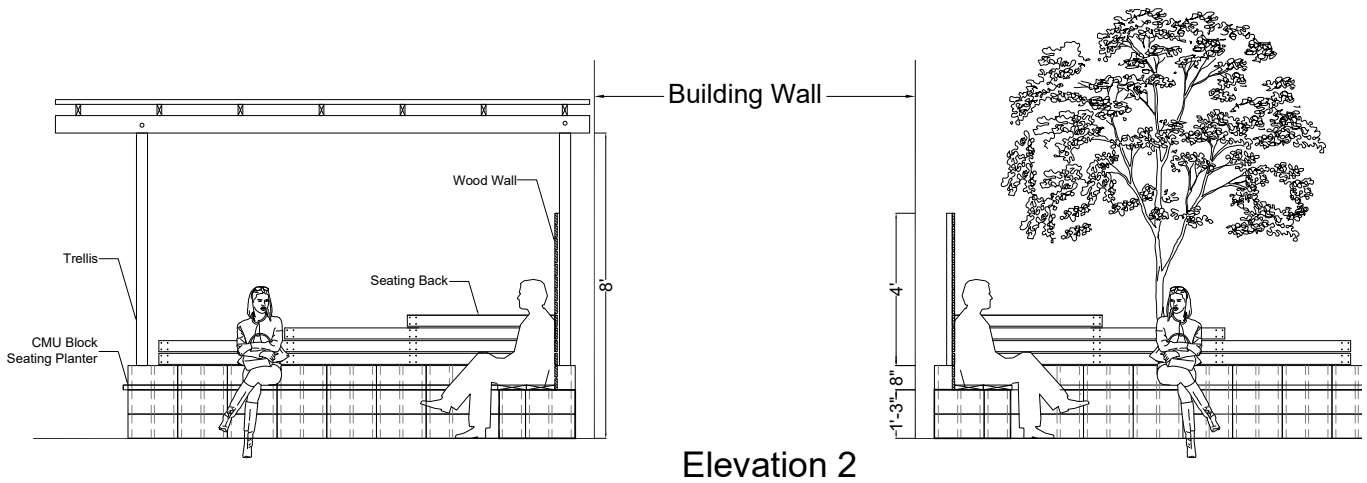 Building Wall
Wood Wall
Trellis
Seating Back
8'
4'
CMU Block
Seating Planter
8"
1'-3"
Elevation 2